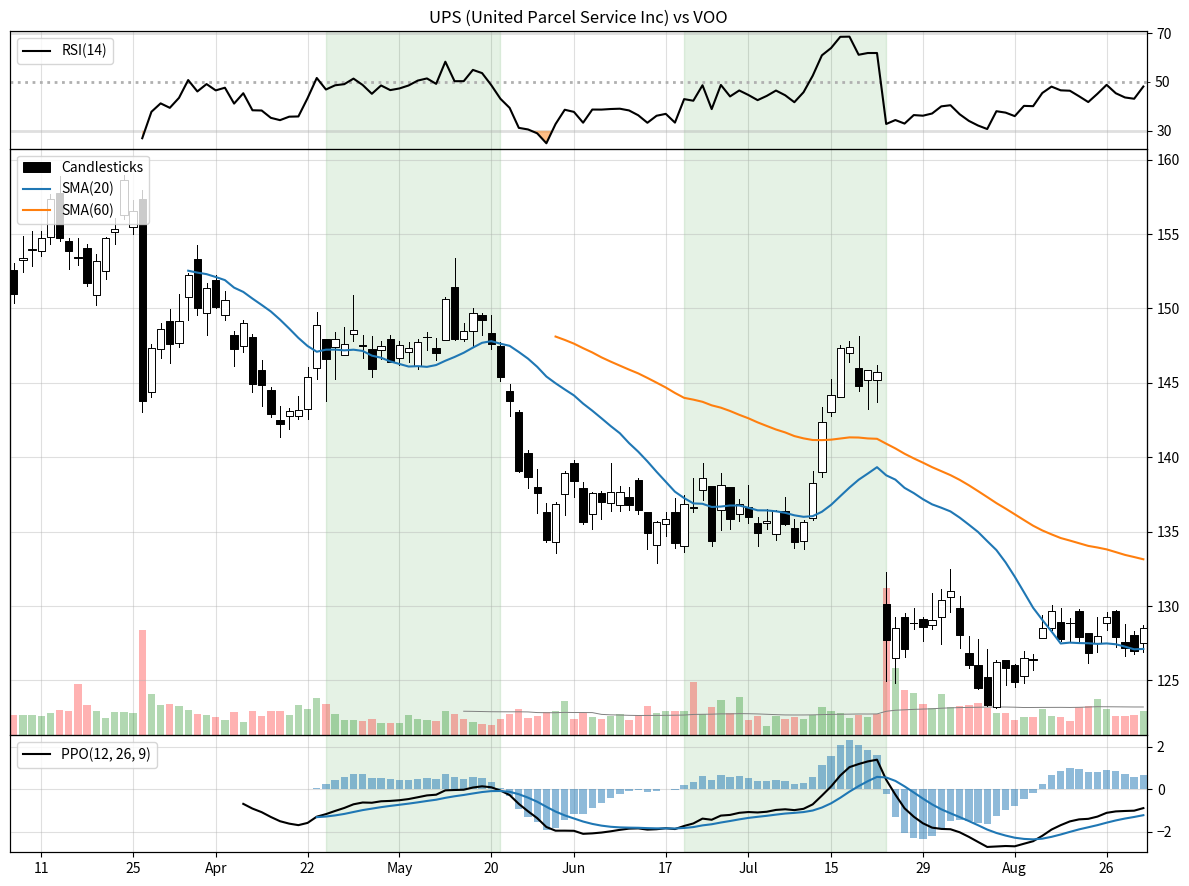 UPS (United Parcel Service Inc) vs VOO
RSI(14)
70
50
30
Candlesticks
SMA(20)
SMA(60)
160
155
150
145
140
135
130
125
PPO(12, 26, 9)
2
0
−2
11 25 Apr 22 May 20 Jun 17 Jul 15 29 Aug 26